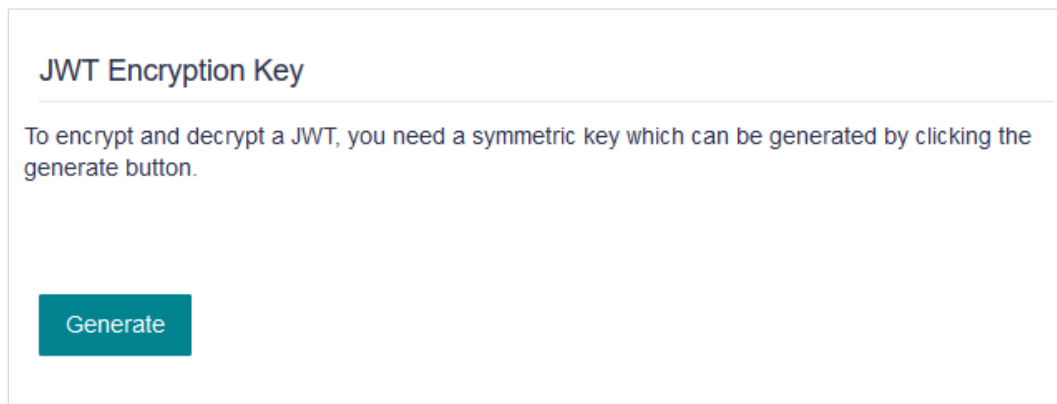 JWT Encryption Key
To encrypt and decrypt a JWT, you need a symmetric key which can be generated by clicking the
generate button.
Generate